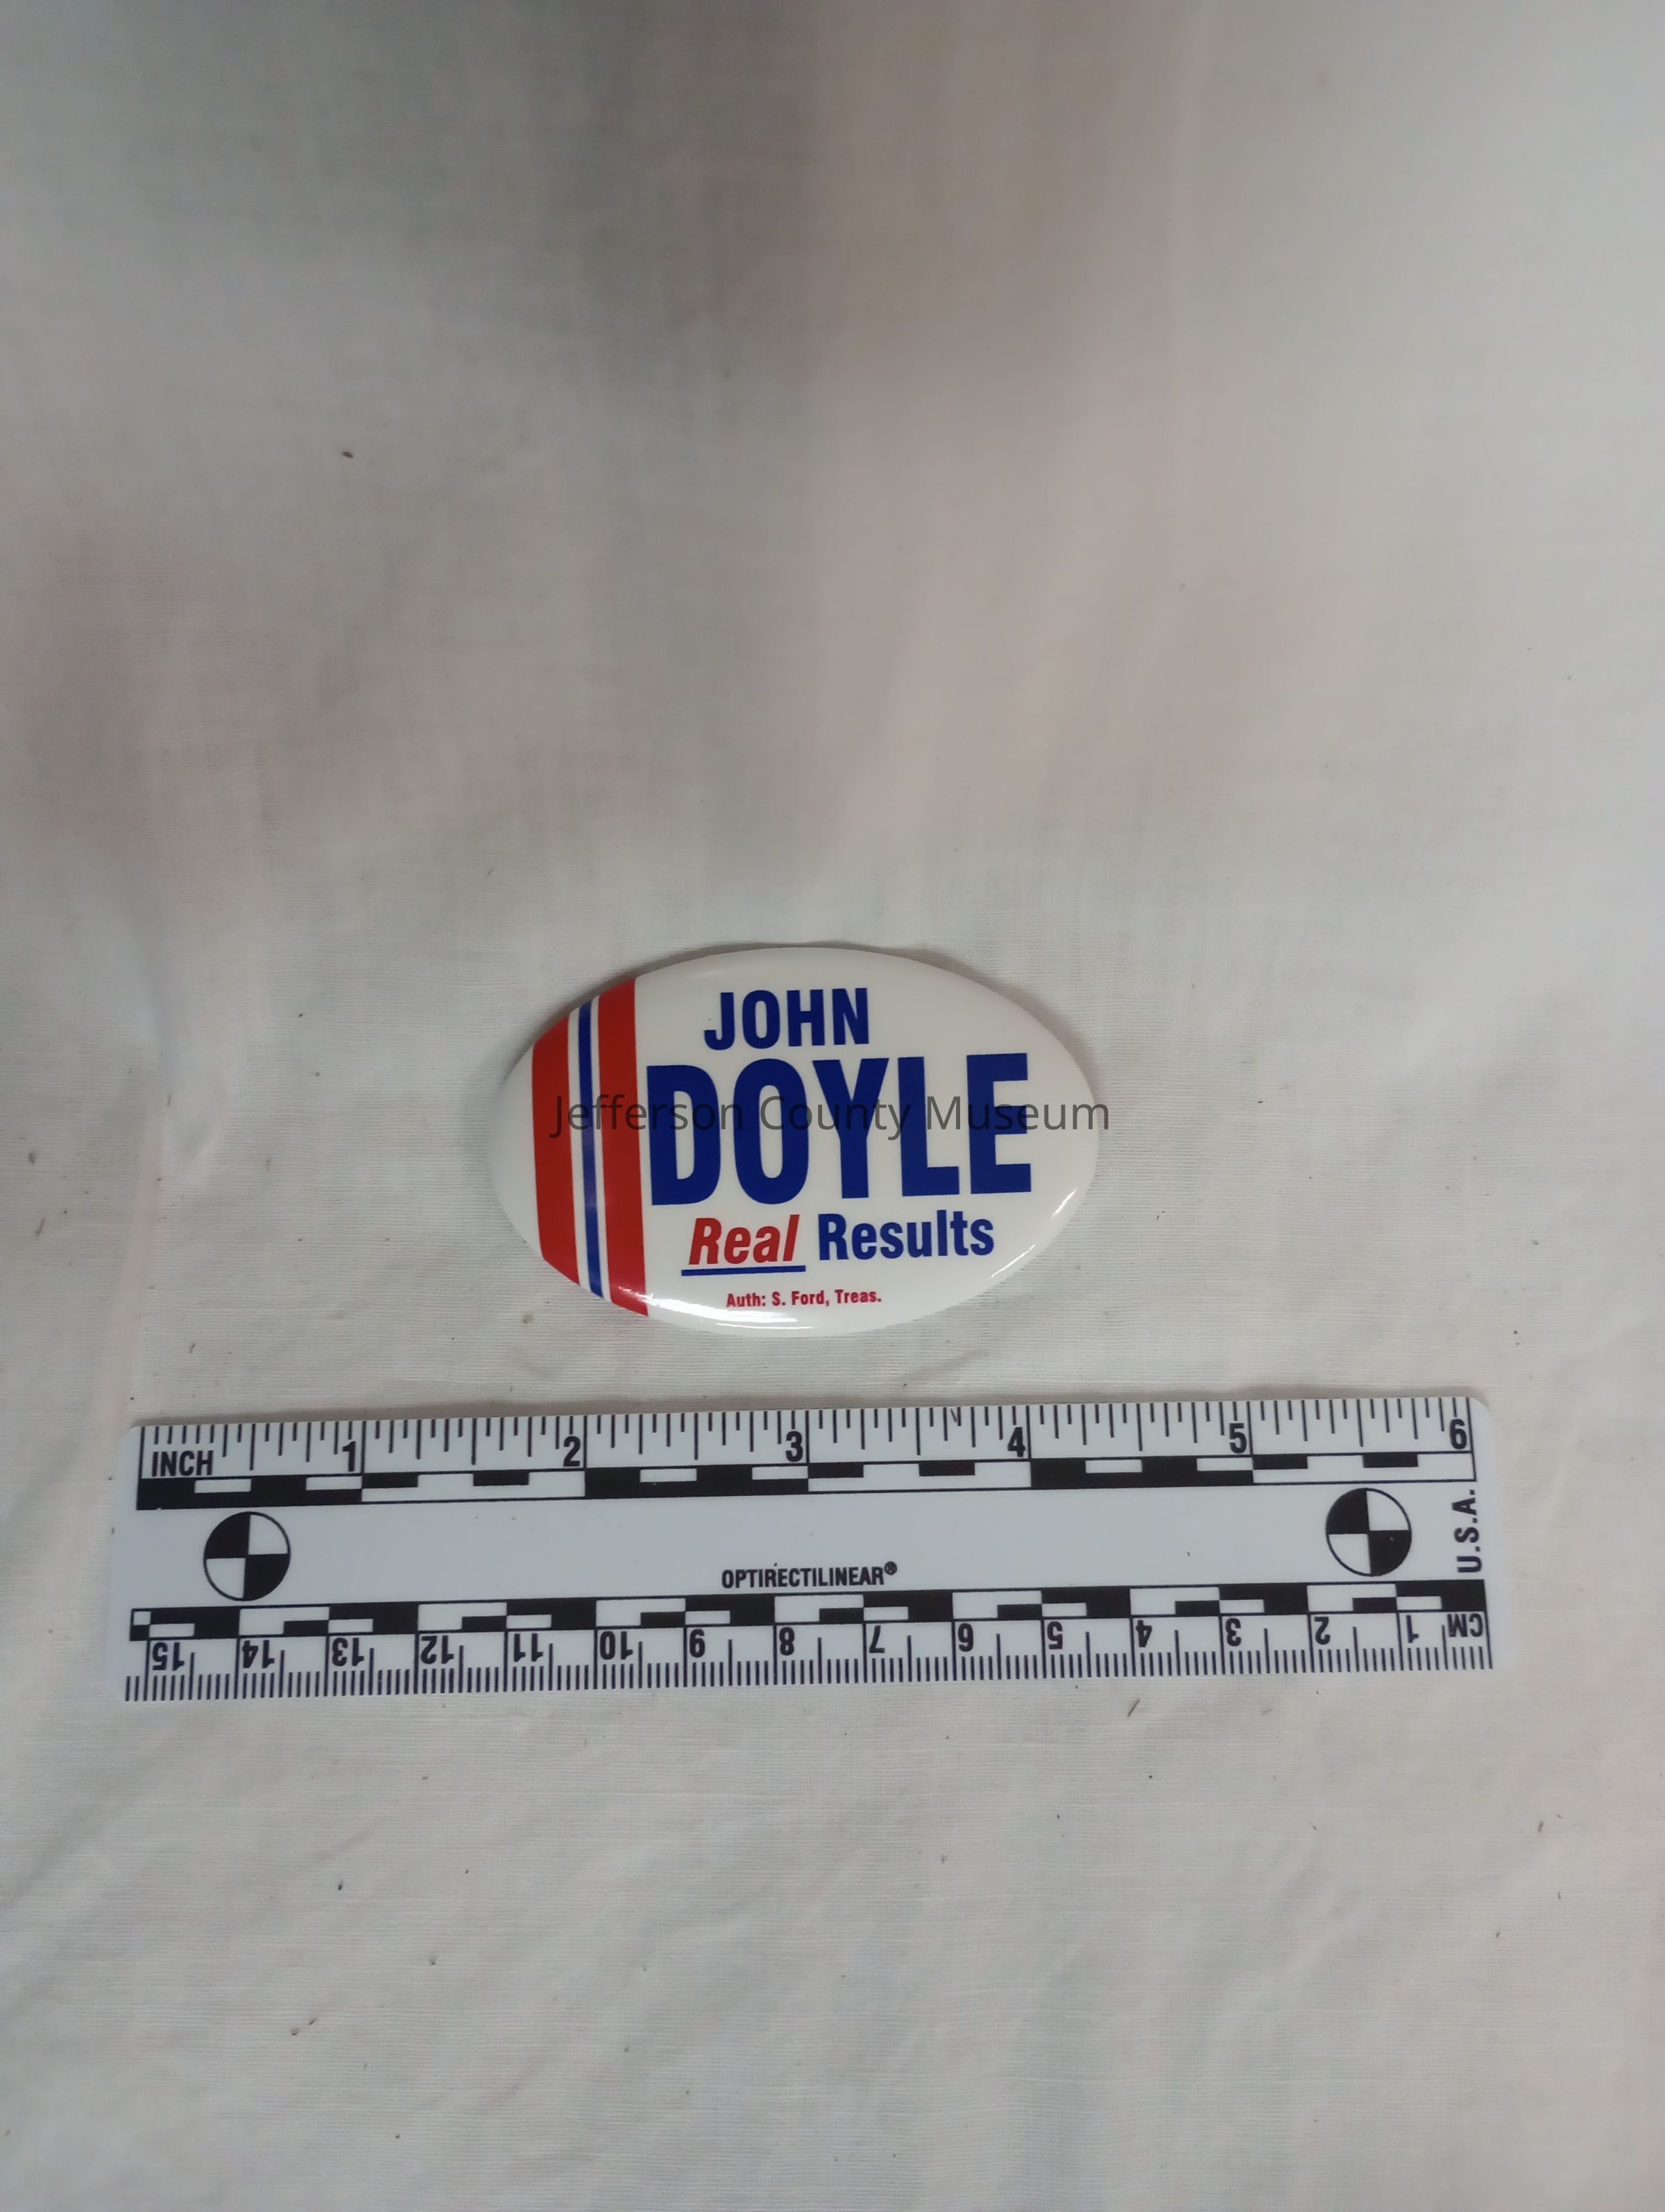 JOHN
DOYLE
Jefferson County Museum
Real Results
Auth: S. Ford, Treas.
INCH 1 2 3 4 5 6
U.S.A.
OPTIRECTILINEAR®
15 14 13 12 11 10 9 8 7 6 5 4 3 2 1 CM